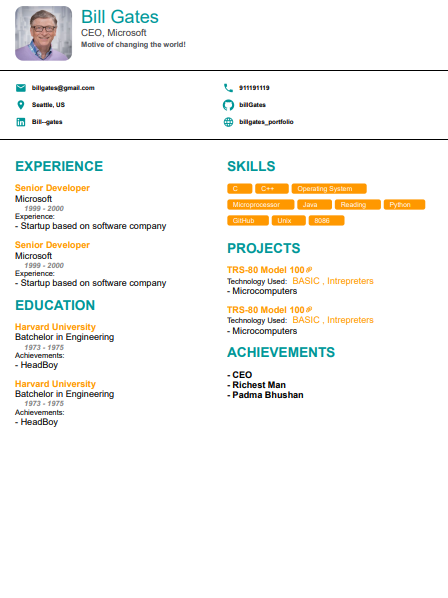 Bill Gates
CEO, Microsoft
Motive of changing the world!
billgates@gmail.com
911191119
Seattle, US
billGates
Bill--gates
billgates_portfolio
EXPERIENCE
Senior Developer
Microsoft
1999 - 2000
Experience:
- Startup based on software company
Senior Developer
Microsoft
1999 - 2000
Experience:
- Startup based on software company
EDUCATION
Harvard University
Batchelor in Engineering
1973 - 1975
Achievements:
- HeadBoy
Harvard University
Batchelor in Engineering
1973 - 1975
Achievements:
- HeadBoy
SKILLS
C C++ Operating System
Microprocessor Java Reading Python
GitHub Unix 8086
PROJECTS
TRS-80 Model 100
Technology Used: BASIC , Intrepreters
- Microcomputers
TRS-80 Model 100
Technology Used: BASIC , Intrepreters
- Microcomputers
ACHIEVEMENTS
- CEO
- Richest Man
- Padma Bhushan